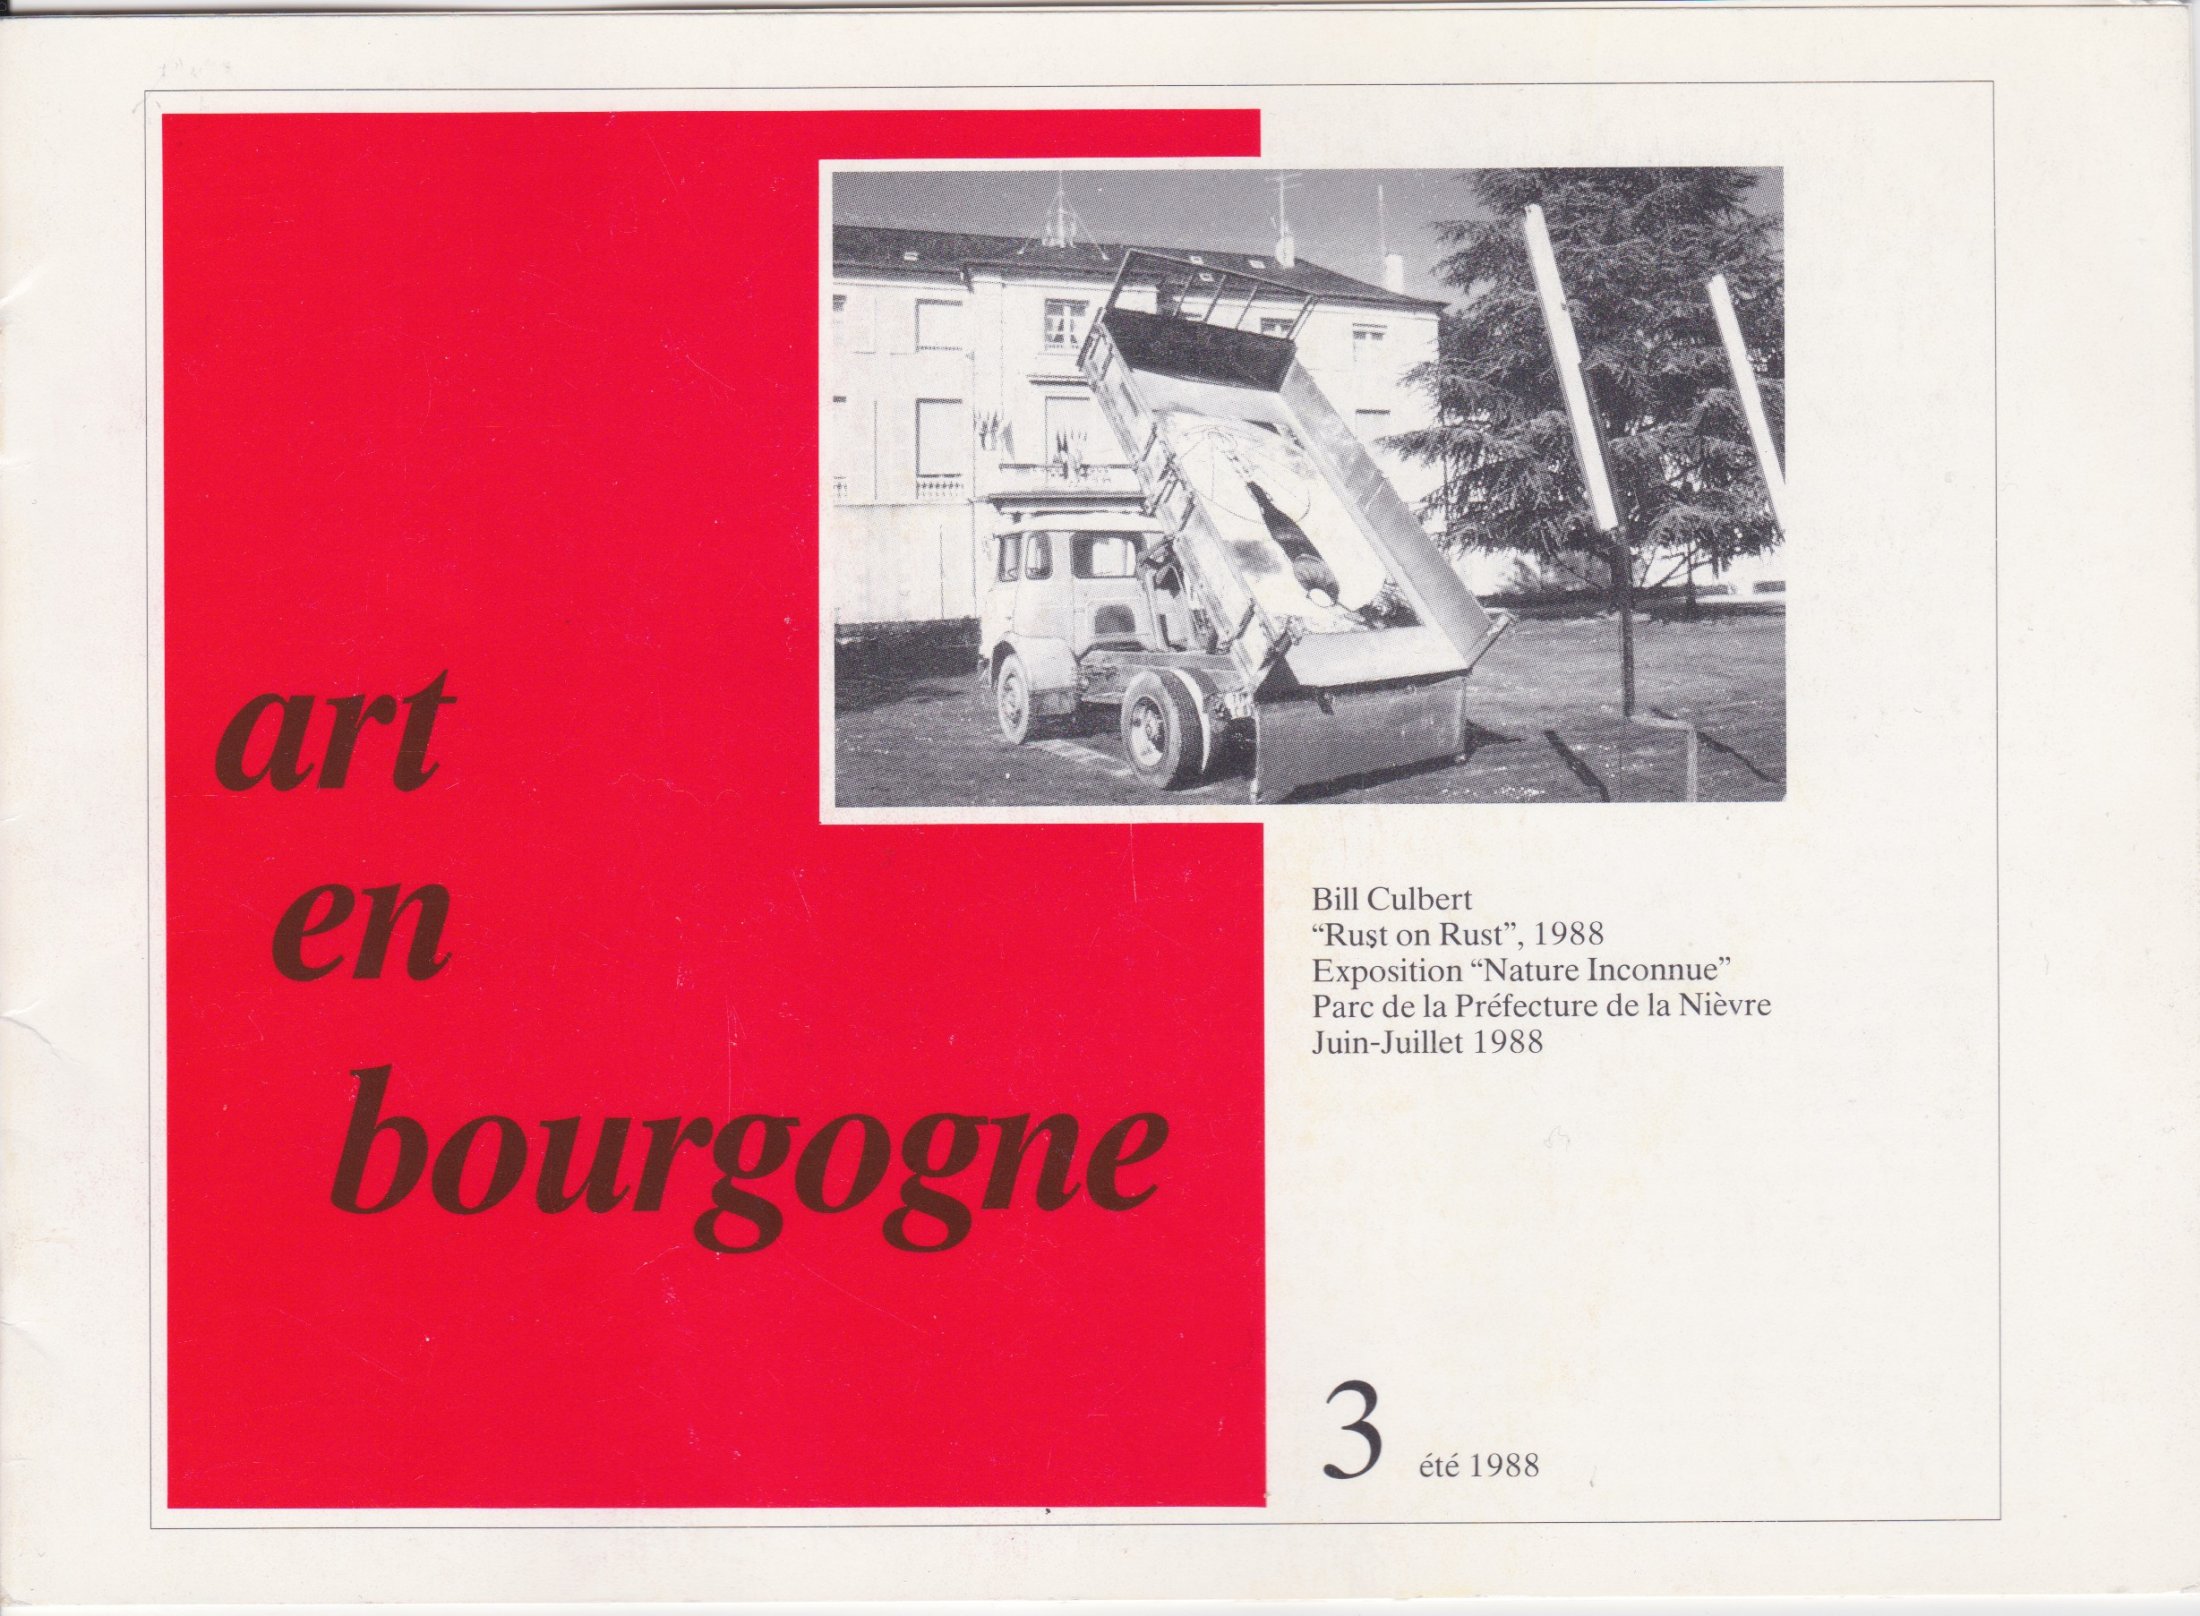 art
en
bourgogne
Bill Culbert
“Rust on Rust”, 1988
Exposition “Nature Inconnue”
Parc de la Préfecture de la Nièvre
Juin-Juillet 1988
3 été 1988